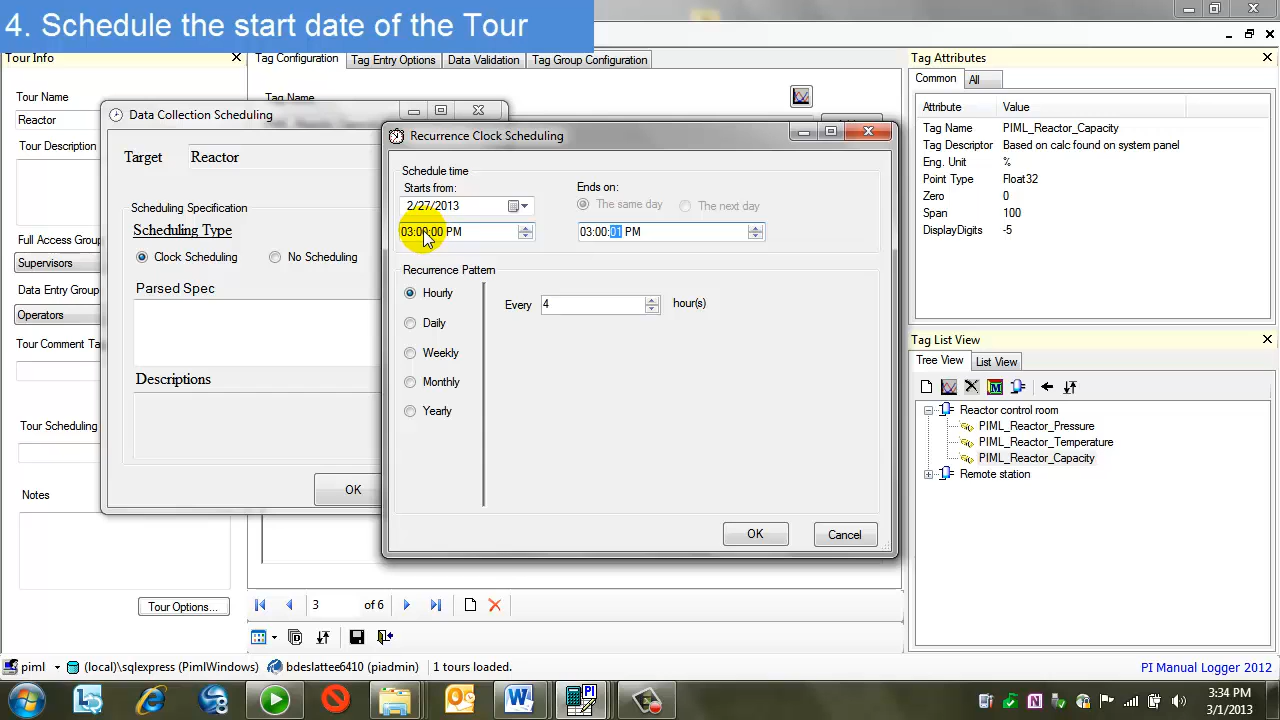 4. Schedule the start date of the Tour
Tour Info
Tag Configuration
Tag Entry Options
Data Validation
Tag Group Configuration
Tag Attributes
Common
All
Tour Name
Tag Name
Reactor
Data Collection Scheduling
Attribute
Value
Tag Name
PIML_Reactor_Capacity
Tag Descriptor
Based on calc found on system panel
Eng. Unit
%
Point Type
Float32
Zero
0
Span
100
DisplayDigits
-5
Tour Description
Target
Reactor
Recurrence Clock Scheduling
Schedule time
Starts from:
Ends on:
2/27/2013
The same day
The next day
03:00:00 PM
03:00:01 PM
Scheduling Specification
Scheduling Type
Clock Scheduling
No Scheduling
Full Access Group
Supervisors
Data Entry Group
Operators
Parsed Spec
Recurrence Pattern
Hourly
Daily
Weekly
Monthly
Yearly
Every
4
hour(s)
Tour Comment Ta
Descriptions
Tour Scheduling
Tag List View
Tree View
List View
Reactor control room
PIML_Reactor_Pressure
PIML_Reactor_Temperature
PIML_Reactor_Capacity
Remote station
Notes
OK
OK
Cancel
Tour Options...
3
of 6
piml
(local)\sqlexpress (PimlWindows)
bdeslattee6410 (piadmin)
1 tours loaded.
PI Manual Logger 2012
3:34 PM
3/1/2013